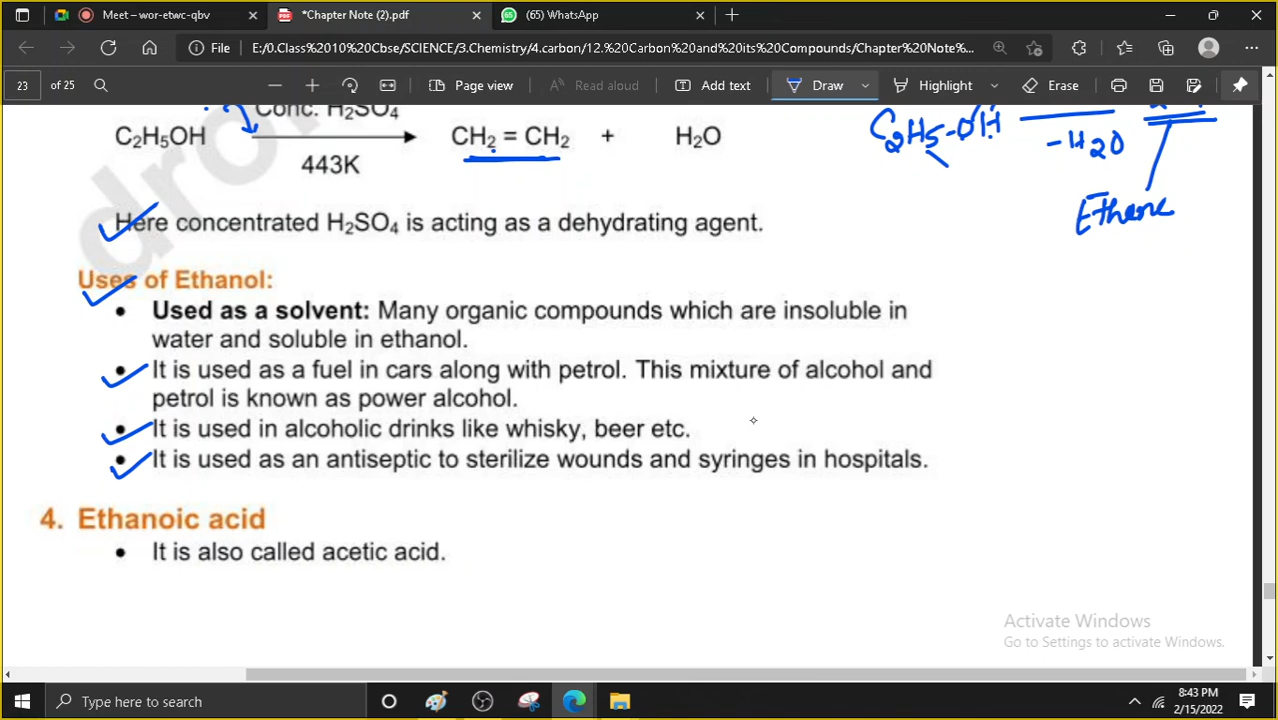 Meet – wor-etwc-qbv
*Chapter Note (2).pdf
(65) WhatsApp
File
E:/0.Class%2010%20Cbse/SCIENCE/3.Chemistry/4.carbon/12.%20Carbon%20and%20its%20Compounds/Chapter%20Note%...
23 of 25
Page view
Read aloud
Add text
Draw
Highlight
Erase
Conc. H₂SO₄
C₂H₅OH CH₂ = CH₂ + H₂O
443K
C₂H₅-OH
-H₂O
Here concentrated H₂SO₄ is acting as a dehydrating agent.
Ethene
Uses of Ethanol:
• Used as a solvent: Many organic compounds which are insoluble in
water and soluble in ethanol.
• It is used as a fuel in cars along with petrol. This mixture of alcohol and
petrol is known as power alcohol.
• It is used in alcoholic drinks like whisky, beer etc.
• It is used as an antiseptic to sterilize wounds and syringes in hospitals.
4. Ethanoic acid
• It is also called acetic acid.
Activate Windows
Go to Settings to activate Windows.
Type here to search
8:43 PM
2/15/2022